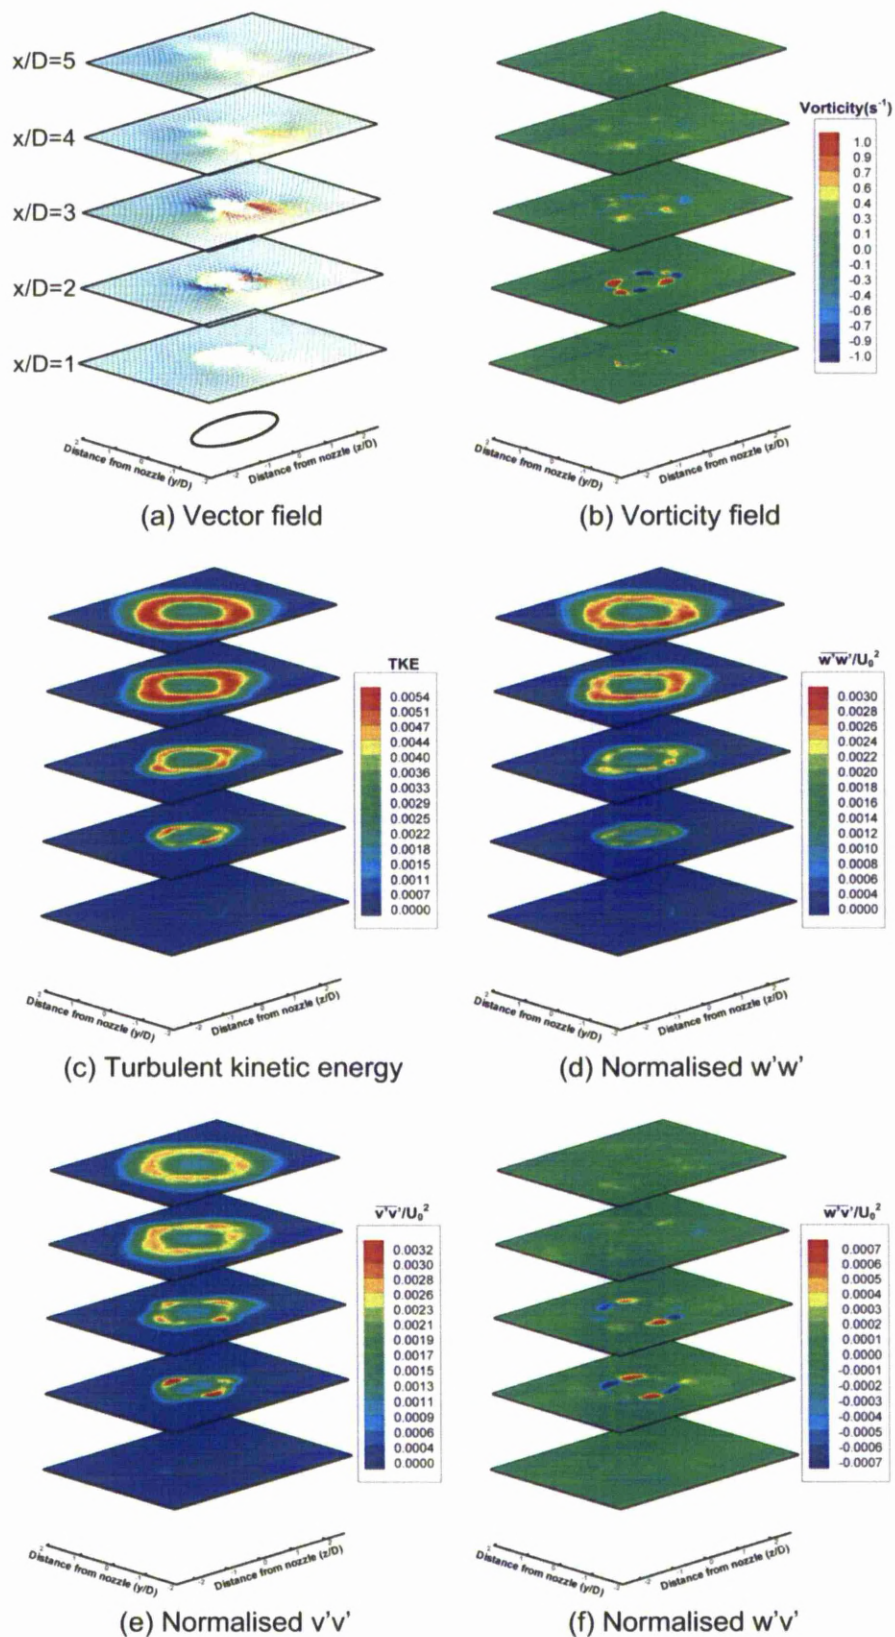 x/D=5
x/D=4
x/D=3
x/D=2
x/D=1
Distance from nozzle (y/D)
Distance from nozzle (z/D)
(a) Vector field
Vorticity(s⁻¹)
1.0
0.9
0.7
0.6
0.4
0.3
0.1
0.0
-0.1
-0.3
-0.4
-0.6
-0.7
-0.9
-1.0
Distance from nozzle (y/D)
Distance from nozzle (z/D)
(b) Vorticity field
TKE
0.0054
0.0051
0.0047
0.0044
0.0040
0.0036
0.0033
0.0029
0.0025
0.0022
0.0018
0.0015
0.0011
0.0007
0.0000
Distance from nozzle (y/D)
Distance from nozzle (z/D)
(c) Turbulent kinetic energy
w'w'/U₀²
0.0030
0.0028
0.0026
0.0024
0.0022
0.0020
0.0018
0.0016
0.0014
0.0012
0.0010
0.0008
0.0006
0.0004
0.0000
Distance from nozzle (y/D)
Distance from nozzle (z/D)
(d) Normalised w'w'
v'v'/U₀²
0.0032
0.0030
0.0028
0.0026
0.0023
0.0021
0.0019
0.0017
0.0015
0.0013
0.0011
0.0009
0.0006
0.0004
0.0000
Distance from nozzle (y/D)
Distance from nozzle (z/D)
(e) Normalised v'v'
w'v'/U₀²
0.0007
0.0006
0.0005
0.0004
0.0003
0.0002
0.0001
0.0000
-0.0001
-0.0002
-0.0003
-0.0004
-0.0005
-0.0006
-0.0007
Distance from nozzle (y/D)
Distance from nozzle (z/D)
(f) Normalised w'v'